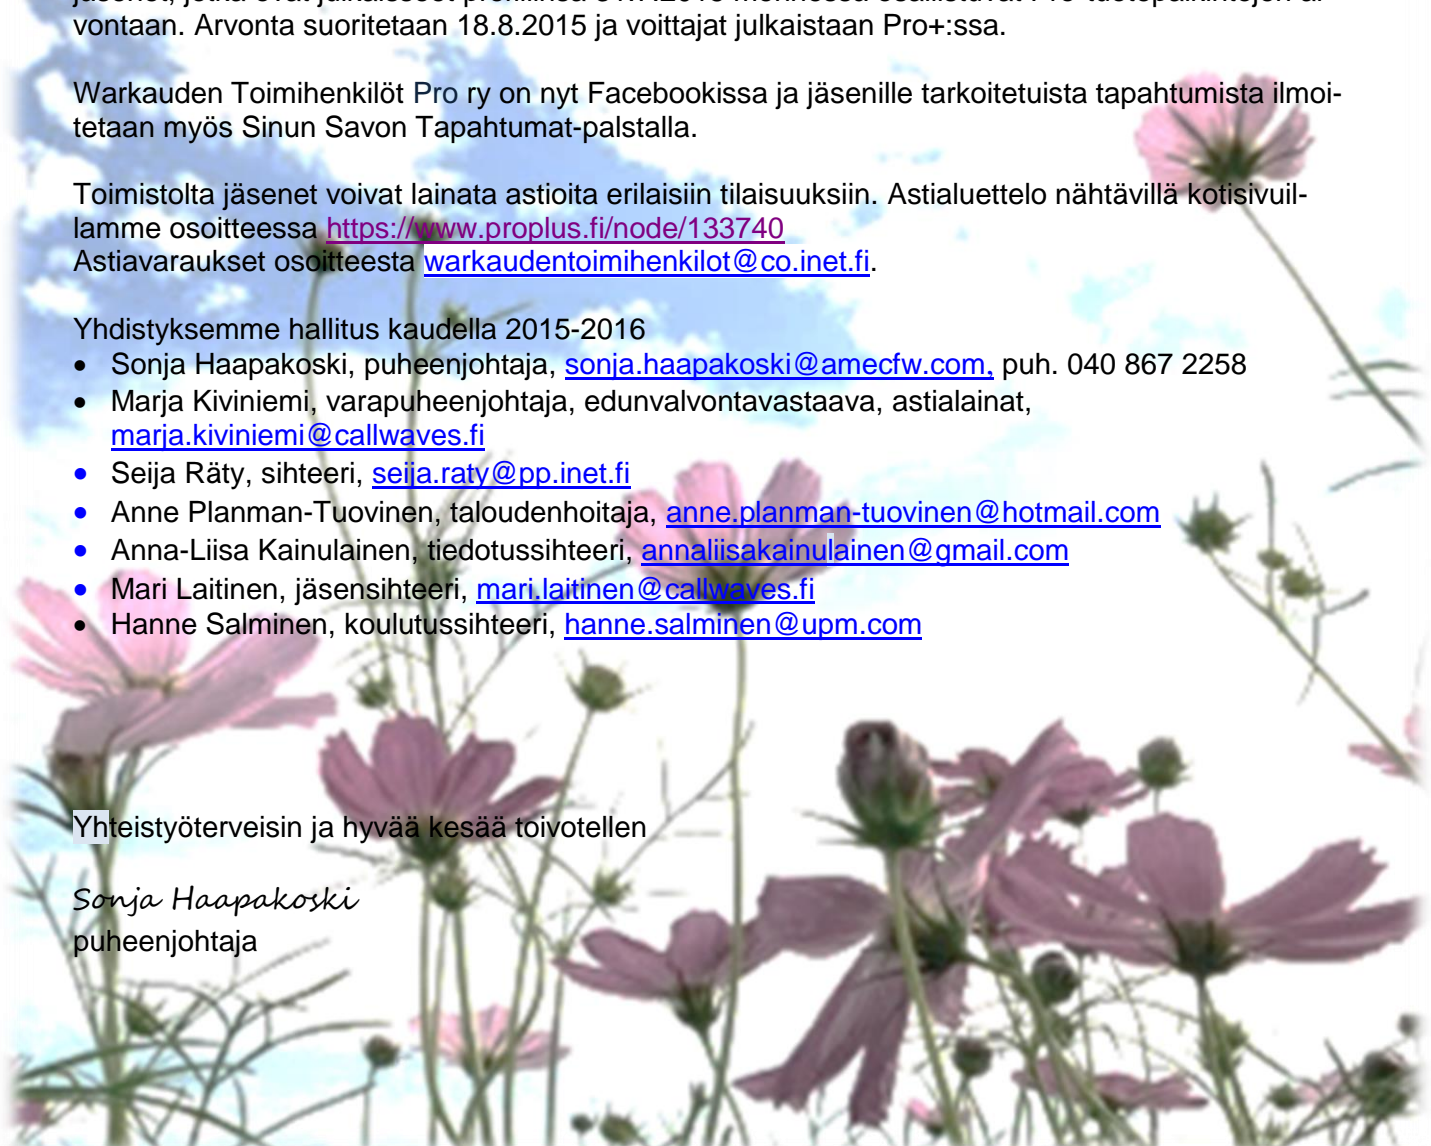 vontaan. Arvonta suoritetaan 18.8.2015 ja voittajat julkaistaan Pro+:ssa.
Warkauden Toimihenkilöt Pro ry on nyt Facebookissa ja jäsenille tarkoitetuista tapahtumista ilmoi-
tetaan myös Sinun Savon Tapahtumat-palstalla.
Toimistolta jäsenet voivat lainata astioita erilaisiin tilaisuuksiin. Astialuettelo nähtävillä kotisivuil-
lamme osoitteessa https://www.proplus.fi/node/133740
Astiavaraukset osoitteesta warkaudentoimihenkilot@co.inet.fi.
Yhdistyksemme hallitus kaudella 2015-2016
• Sonja Haapakoski, puheenjohtaja, sonja.haapakoski@amecfw.com, puh. 040 867 2258
• Marja Kiviniemi, varapuheenjohtaja, edunvalvontavastaava, astialainat,
marja.kiviniemi@callwaves.fi
• Seija Räty, sihteeri, seija.raty@pp.inet.fi
• Anne Planman-Tuovinen, taloudenhoitaja, anne.planman-tuovinen@hotmail.com
• Anna-Liisa Kainulainen, tiedotussihteeri, annaliisakainulainen@gmail.com
• Mari Laitinen, jäsensihteeri, mari.laitinen@callwaves.fi
• Hanne Salminen, koulutussihteeri, hanne.salminen@upm.com
Yhteistyöterveisin ja hyvää kesää toivotellen
Sonja Haapakoski
puheenjohtaja